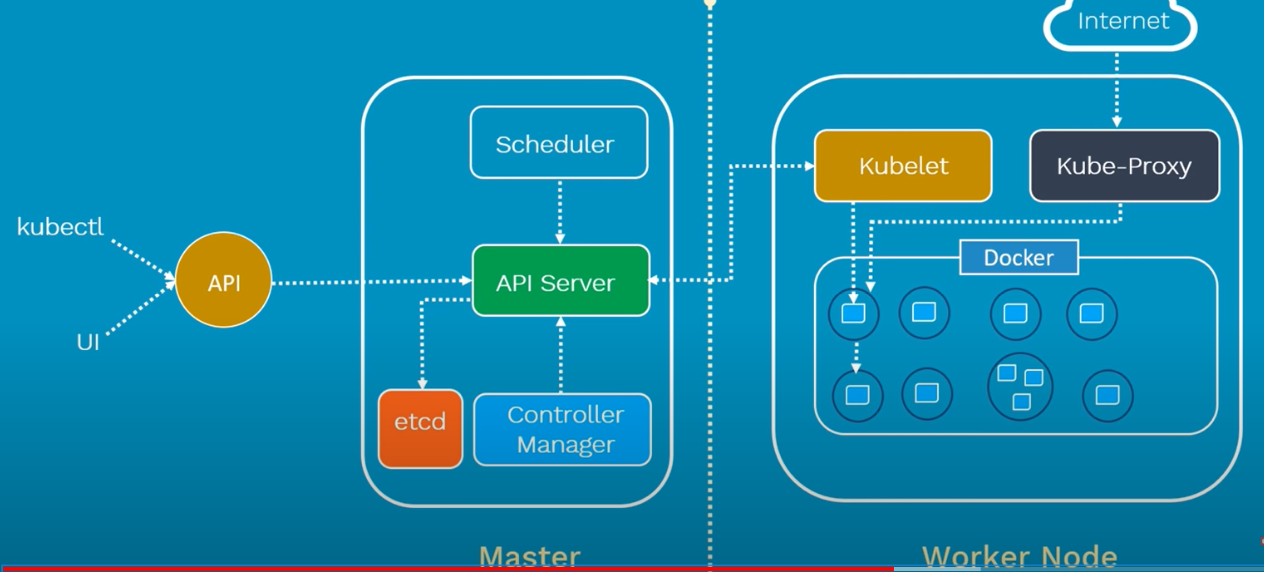 Internet
Scheduler
Kubelet
Kube-Proxy
kubectl
Docker
API
API Server
UI
etcd
Controller
Manager
Master
Worker Node